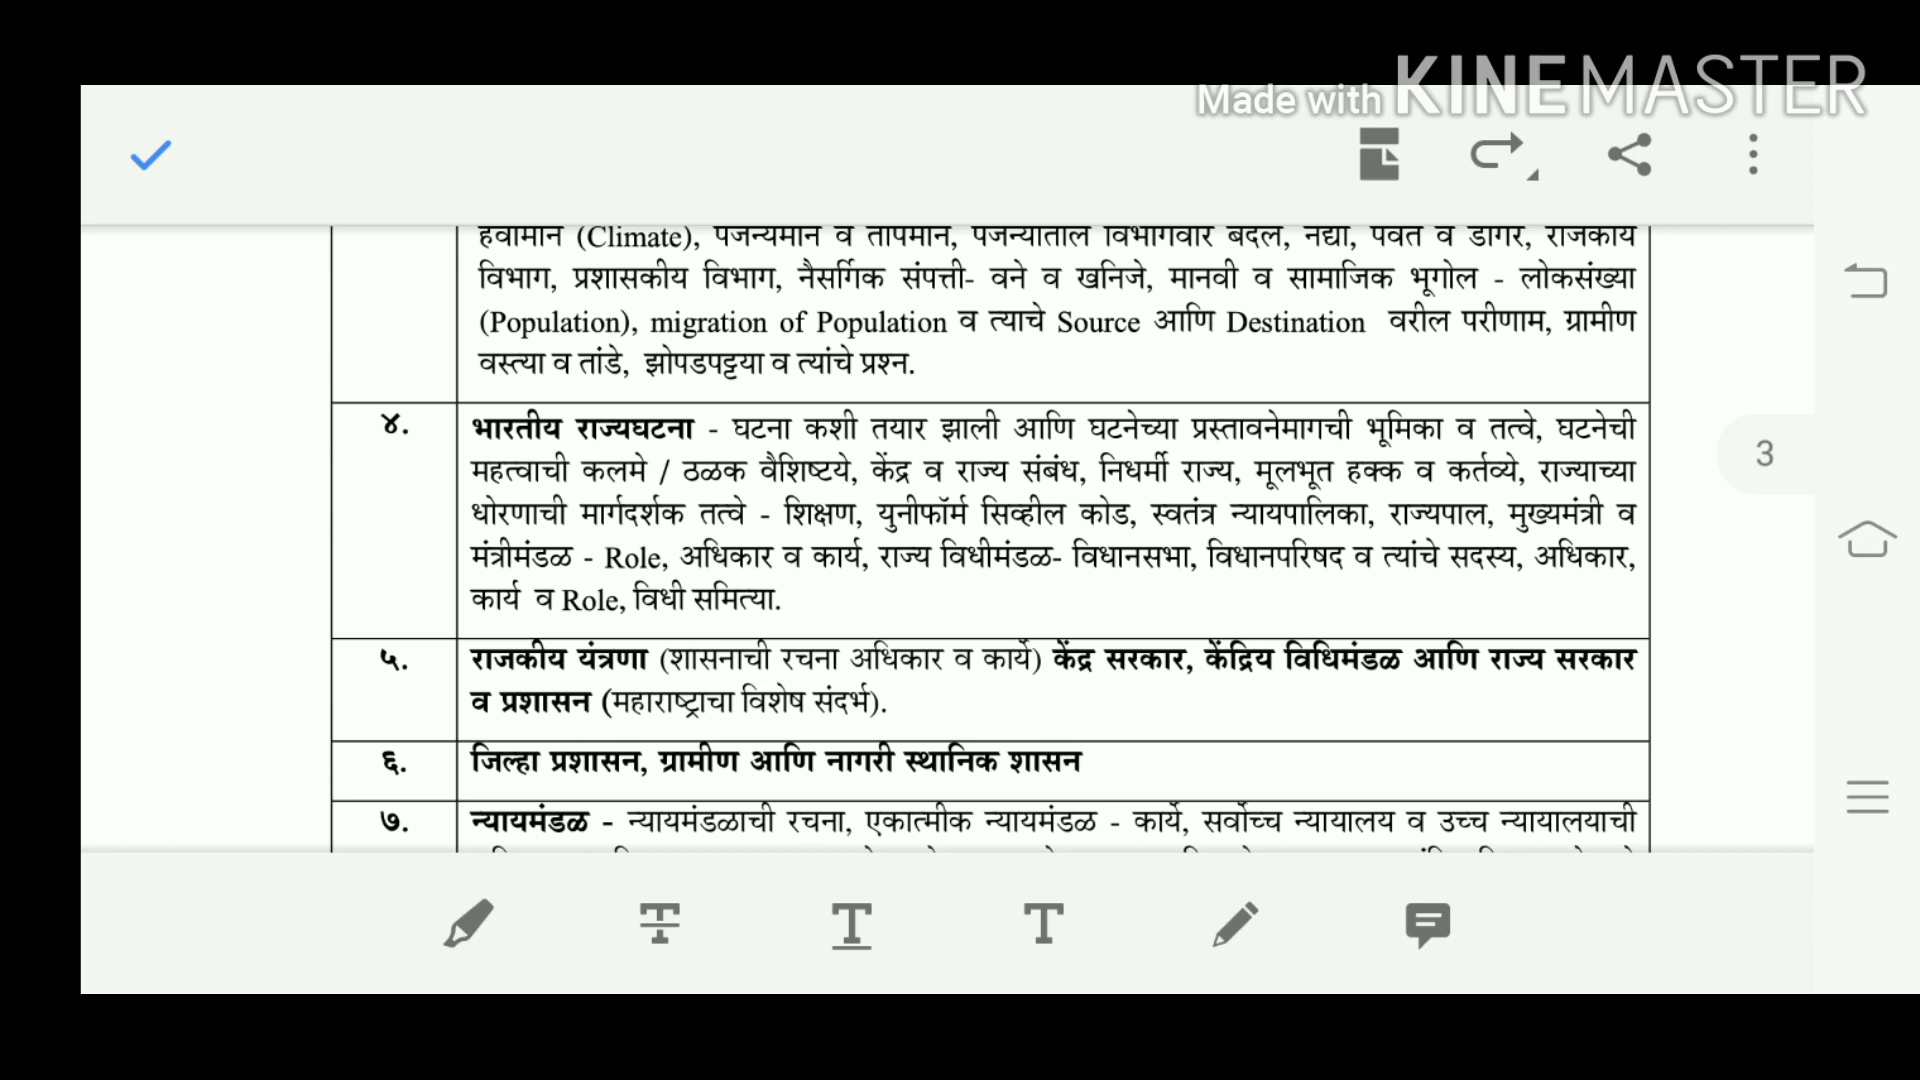 Made with KINEMASTER
हवामान (Climate), पर्जन्यमान व तापमान, पर्जन्यातील विभागवार बदल, नद्या, पर्वत व डोंगर, राजकीय
विभाग, प्रशासकीय विभाग, नैसर्गिक संपत्ती- वने व खनिजे, मानवी व सामाजिक भूगोल - लोकसंख्या
(Population), migration of Population व त्याचे Source आणि Destination वरील परीणाम, ग्रामीण
वस्त्या व तांडे, झोपडपट्टया व त्यांचे प्रश्न.
४. भारतीय राज्यघटना - घटना कशी तयार झाली आणि घटनेच्या प्रस्तावनेमागची भूमिका व तत्वे, घटनेची
महत्वाची कलमे / ठळक वैशिष्टये, केंद्र व राज्य संबंध, निधर्मी राज्य, मूलभूत हक्क व कर्तव्ये, राज्याच्या
धोरणाची मार्गदर्शक तत्वे - शिक्षण, युनीफॉर्म सिव्हील कोड, स्वतंत्र न्यायपालिका, राज्यपाल, मुख्यमंत्री व
मंत्रीमंडळ - Role, अधिकार व कार्य, राज्य विधीमंडळ- विधानसभा, विधानपरिषद व त्यांचे सदस्य, अधिकार,
कार्य व Role, विधी समित्या.
५. राजकीय यंत्रणा (शासनाची रचना अधिकार व कार्ये) केंद्र सरकार, केंद्रिय विधिमंडळ आणि राज्य सरकार
व प्रशासन (महाराष्ट्राचा विशेष संदर्भ).
६. जिल्हा प्रशासन, ग्रामीण आणि नागरी स्थानिक शासन
७. न्यायमंडळ - न्यायमंडळाची रचना, एकात्मीक न्यायमंडळ - कार्ये, सर्वोच्च न्यायालय व उच्च न्यायालयाची
3